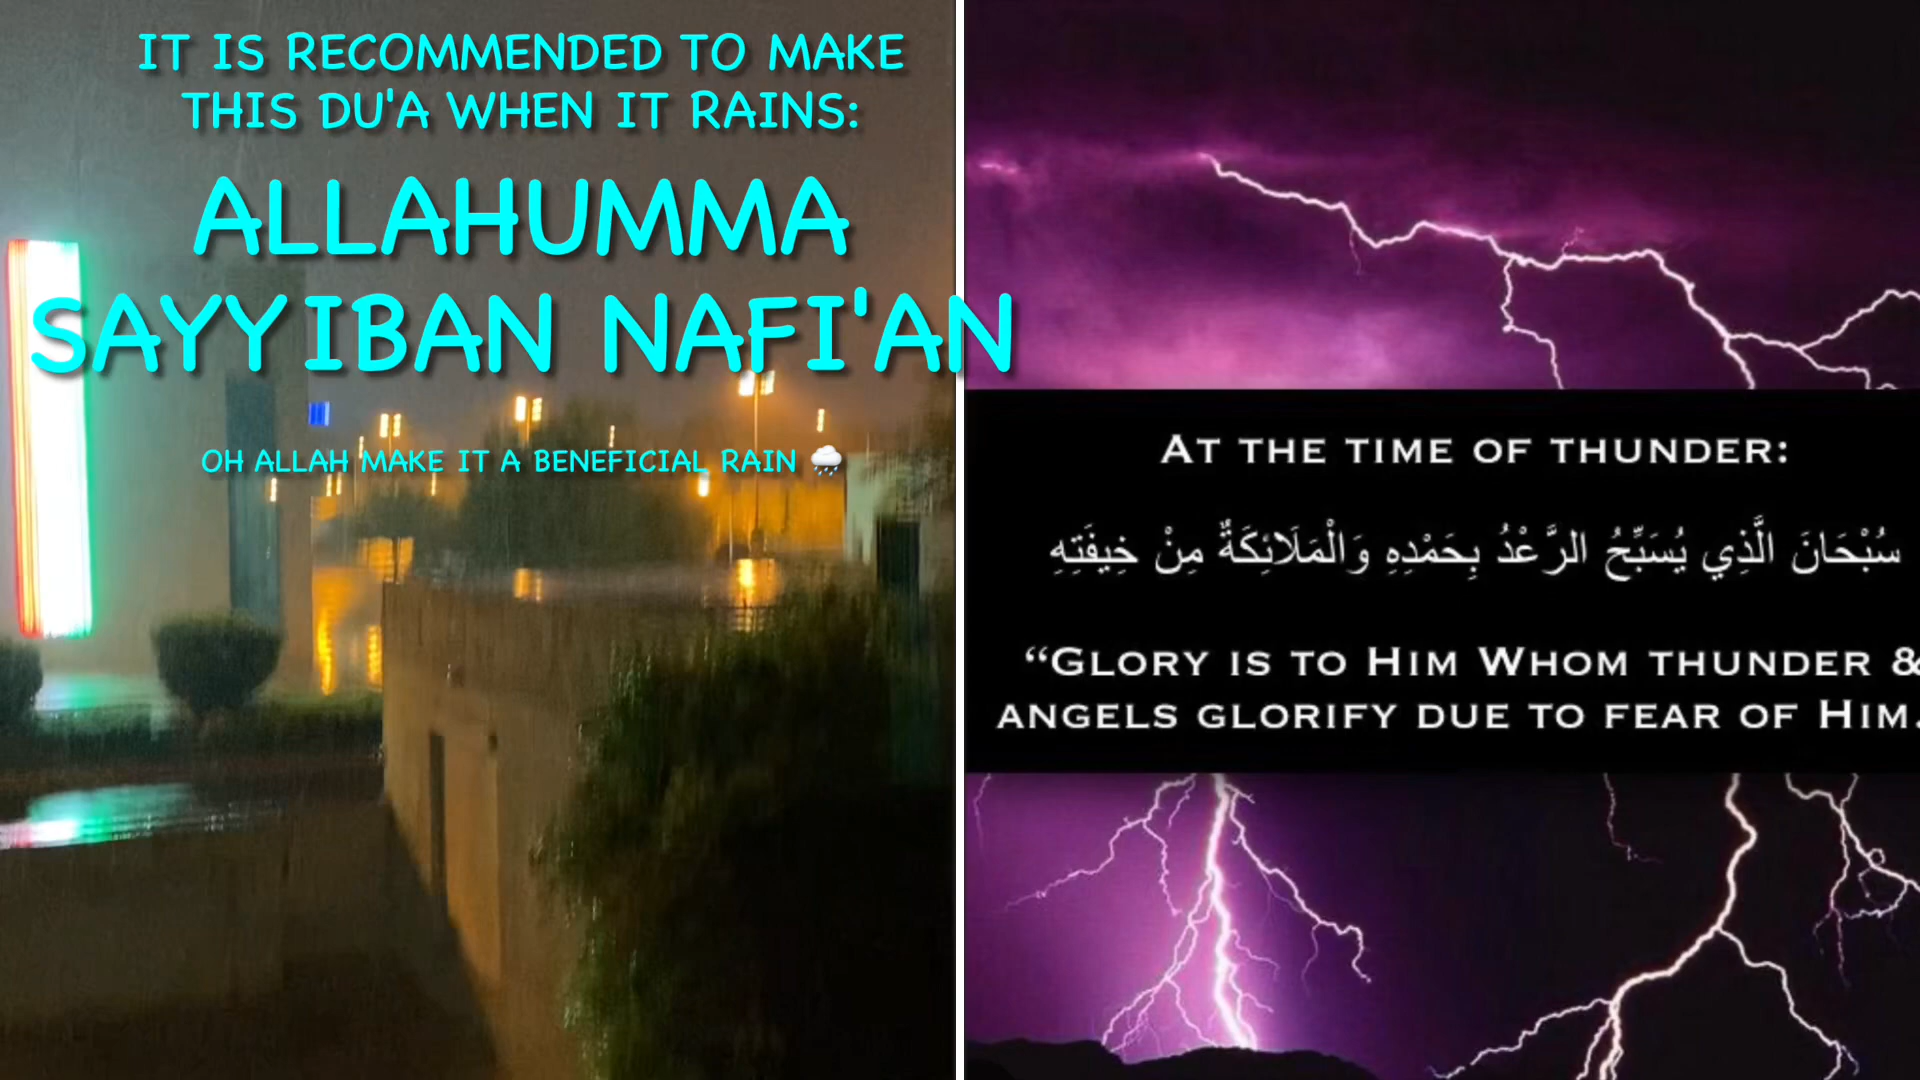 IT IS RECOMMENDED TO MAKE
THIS DU'A WHEN IT RAINS:
ALLAHUMMA
SAYYIBAN NAFI'AN
OH ALLAH MAKE IT A BENEFICIAL RAIN 🌧
AT THE TIME OF THUNDER:
سُبْحَانَ الَّذِي يُسَبِّحُ الرَّعْدُ بِحَمْدِهِ وَالْمَلَائِكَةُ مِنْ خِيفَتِهِ
“GLORY IS TO HIM WHOM THUNDER &
ANGELS GLORIFY DUE TO FEAR OF HIM.